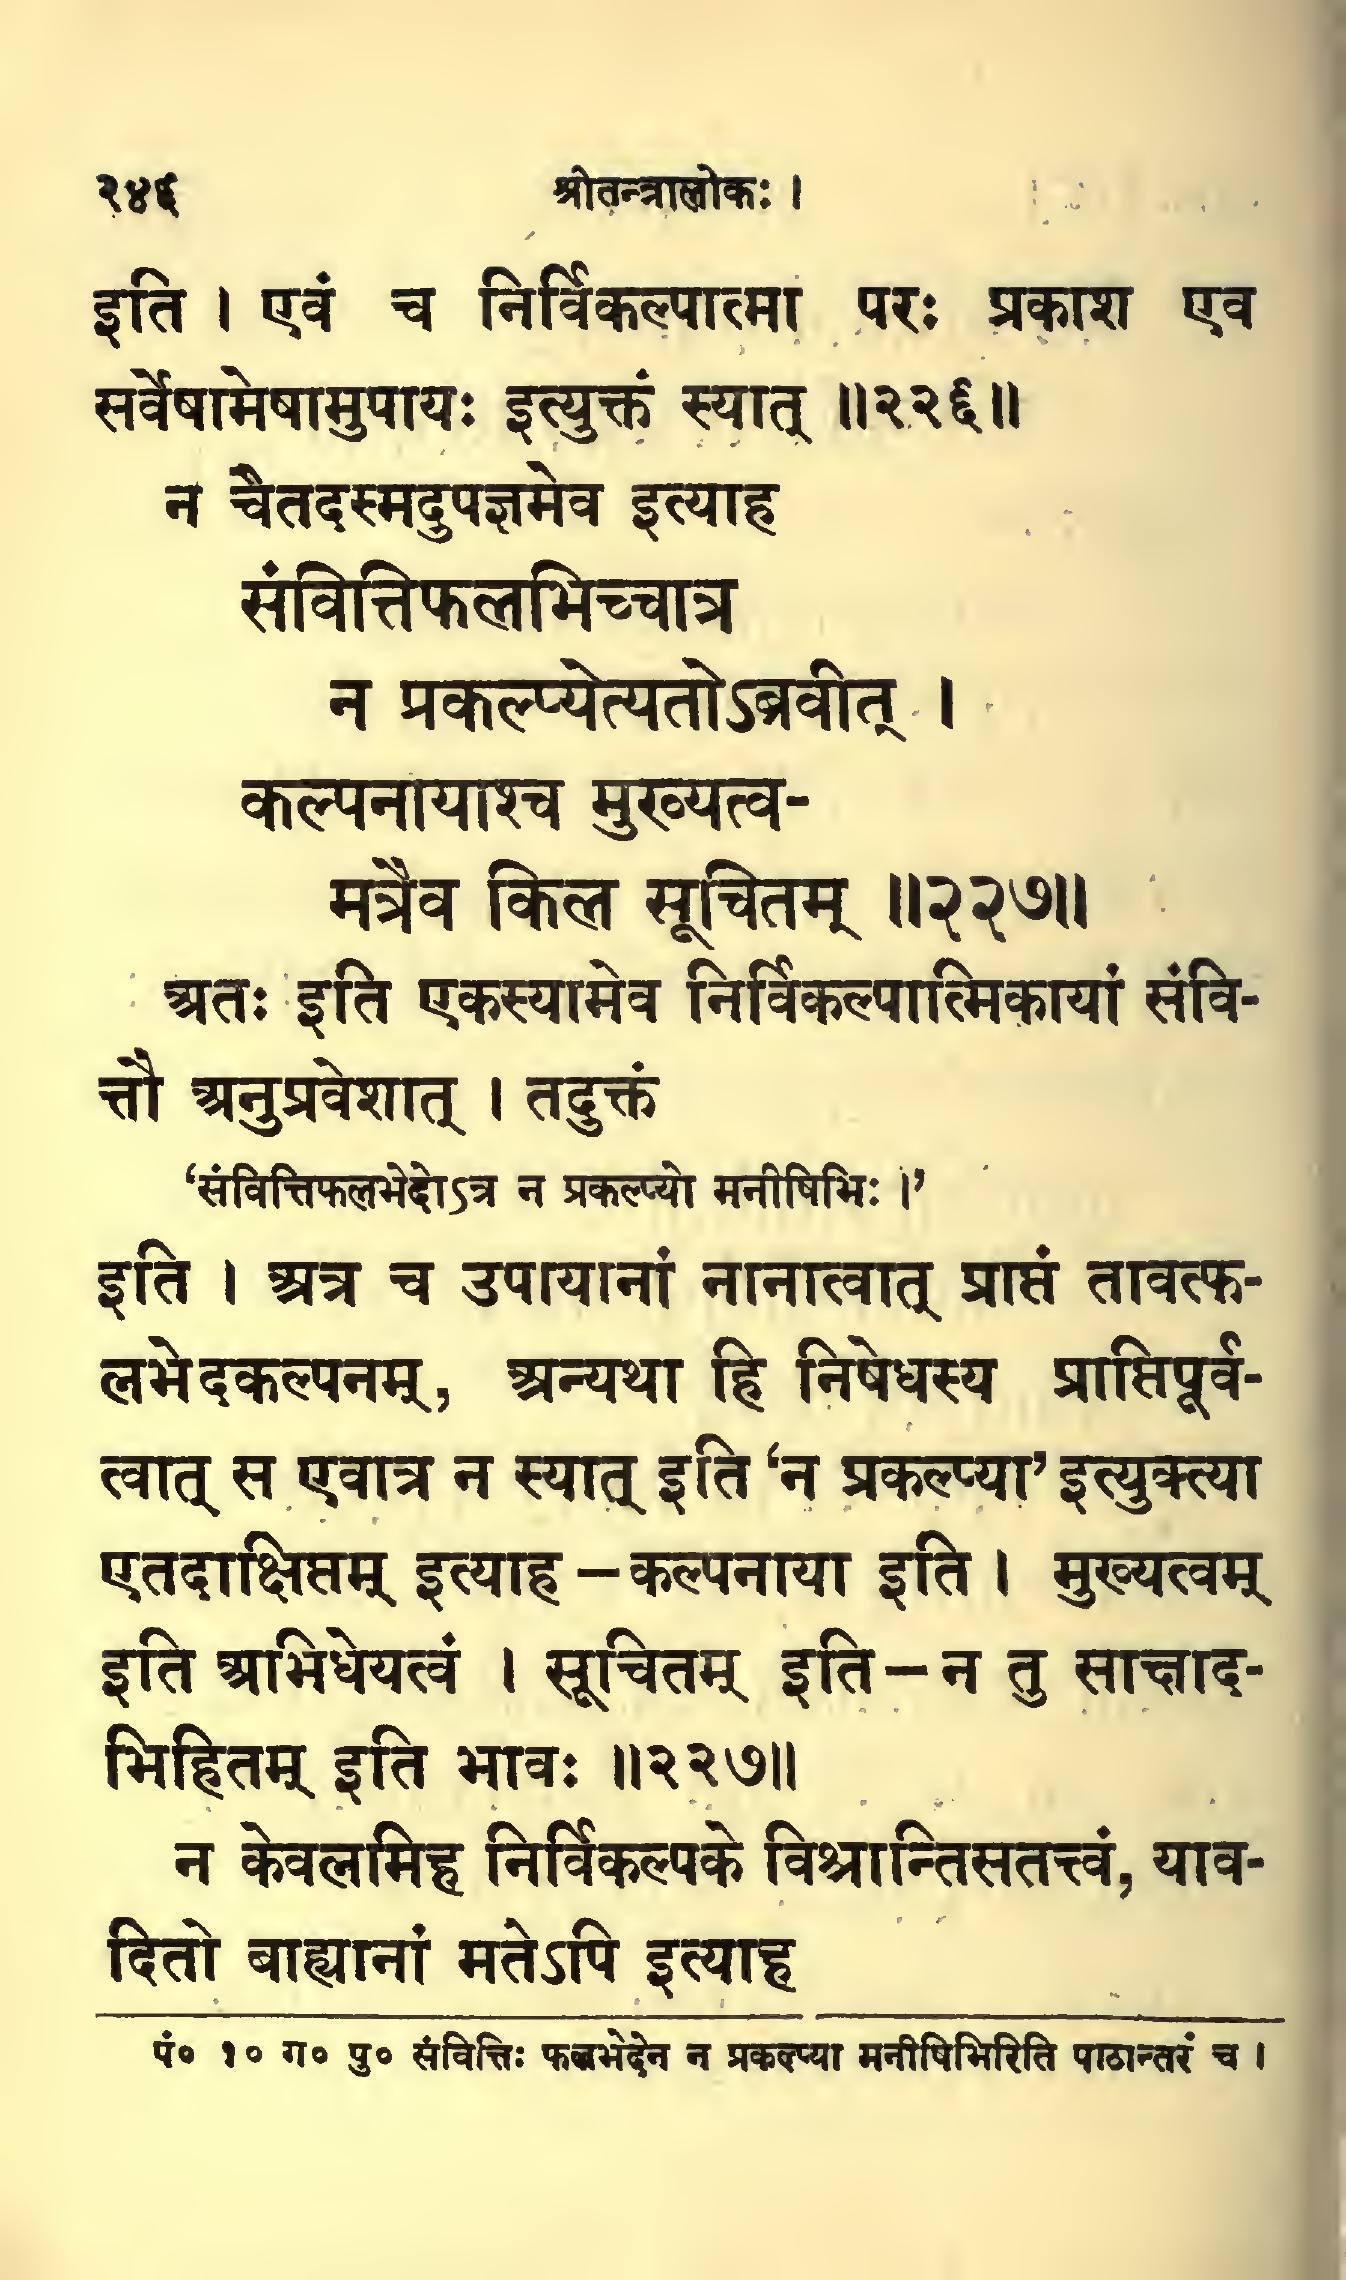 २४६ श्रीतन्त्रालोकः ।
इति । एवं च निर्विकल्पात्मा परः प्रकाश एव
सर्वेषामेषामुपायः इत्युक्तं स्यात् ॥२२६॥
न चैतदस्मदुपज्ञमेव इत्याह
संवित्तिफलभिच्चात्र
न प्रकल्प्येत्यतोऽब्रवीत् ।
कल्पनायाश्च मुख्यत्व-
मत्रैव किल सूचितम् ॥२२७॥
अतः इति एकस्यामेव निर्विकल्पात्मिकायां संवि-
त्तौ अनुप्रवेशात् । तदुक्तं
‘संवित्तिफलभेदोऽत्र न प्रकल्प्यो मनीषिभिः ।’
इति । अत्र च उपायानां नानात्वात् प्राप्तं तावत्फ-
लभेदकल्पनम्, अन्यथा हि निषेधस्य प्राप्तिपूर्व-
त्वात् स एवात्र न स्यात् इति ‘न प्रकल्प्या’ इत्युक्त्या
एतदाक्षिप्तम् इत्याह – कल्पनाया इति । मुख्यत्वम्
इति अभिधेयत्वं । सूचितम् इति – न तु साक्षाद-
भिहितम् इति भावः ॥२२७॥
न केवलमिह निर्विकल्पके विश्रान्तिसतत्त्वं, याव-
दितो बाह्यानां मतेऽपि इत्याह
पं० १० ग० पु० संवित्तिः फलभेदेन न प्रकल्प्या मनीषिभिरिति पाठान्तरं च ।